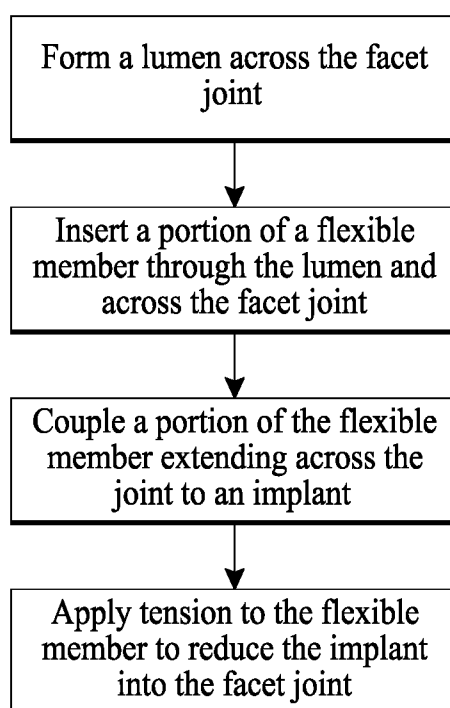 Form a lumen across the facet
joint
Insert a portion of a flexible
member through the lumen and
across the facet joint
Couple a portion of the flexible
member extending across the
joint to an implant
Apply tension to the flexible
member to reduce the implant
into the facet joint